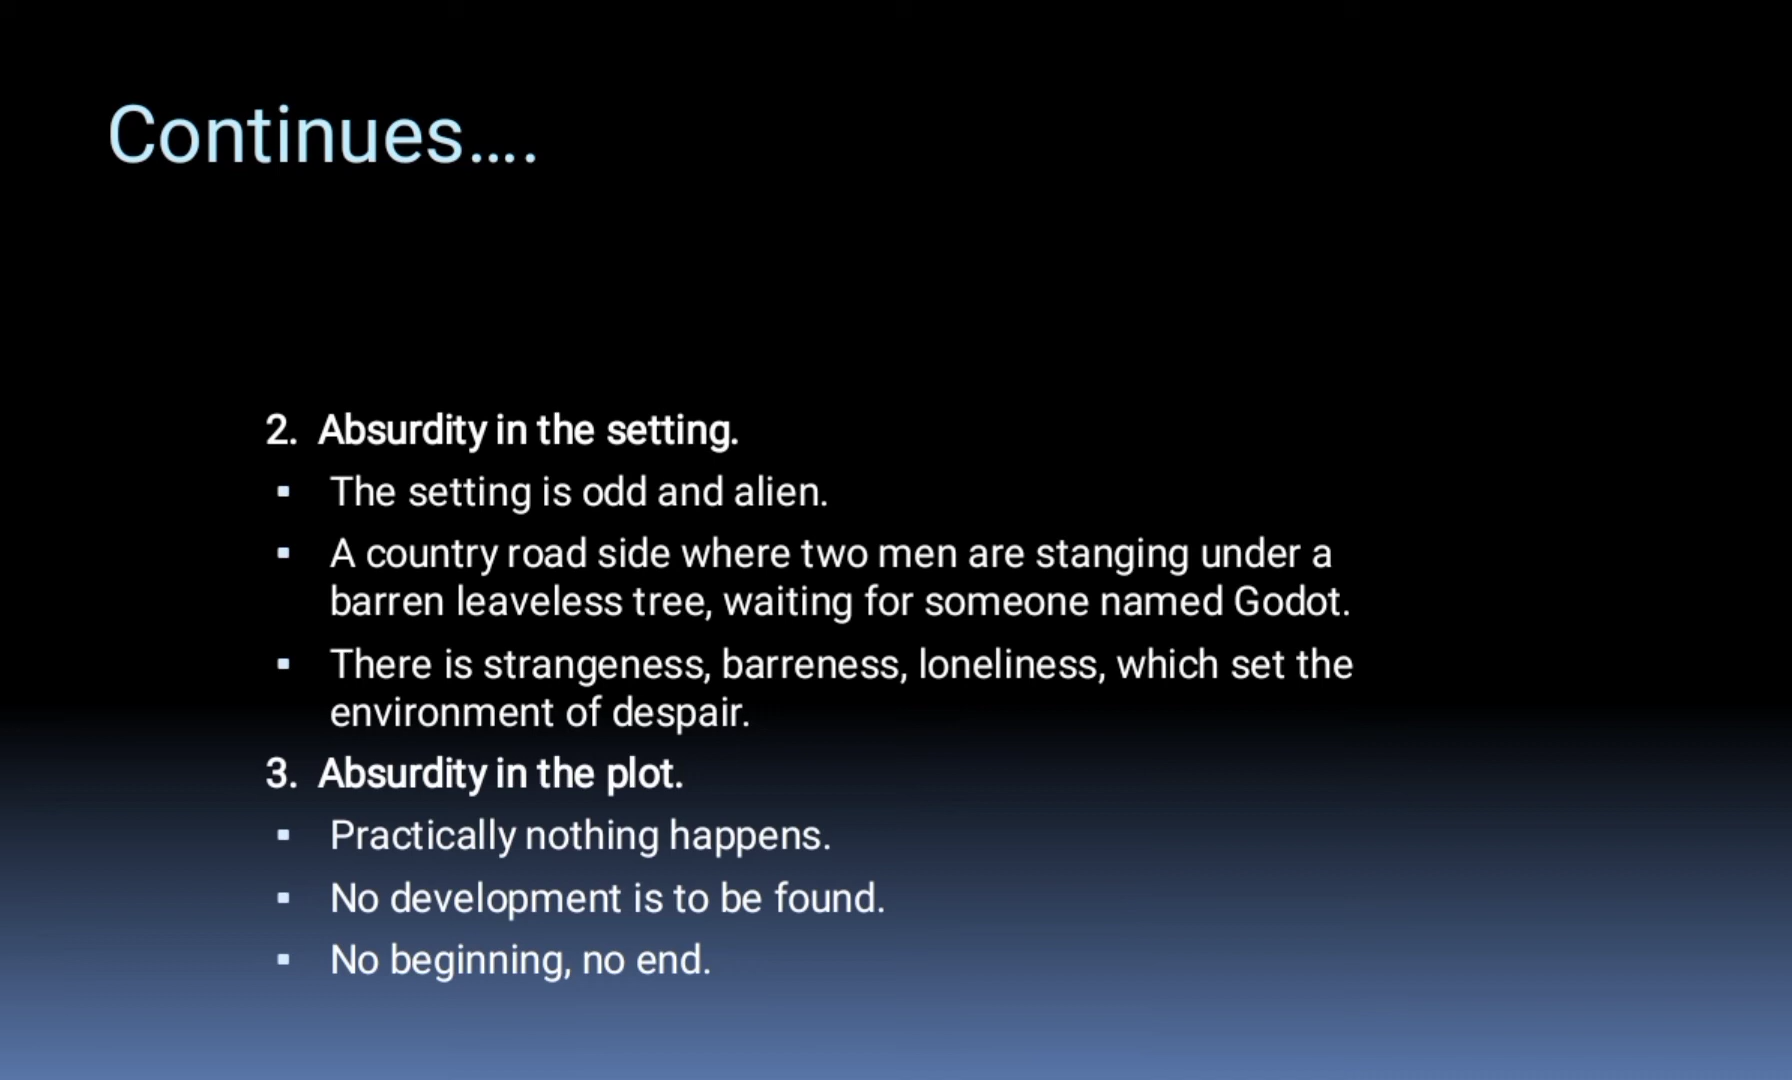 Continues....
2. Absurdity in the setting.
▪ The setting is odd and alien.
▪ A country road side where two men are stanging under a
barren leaveless tree, waiting for someone named Godot.
▪ There is strangeness, barreness, loneliness, which set the
environment of despair.
3. Absurdity in the plot.
▪ Practically nothing happens.
▪ No development is to be found.
▪ No beginning, no end.